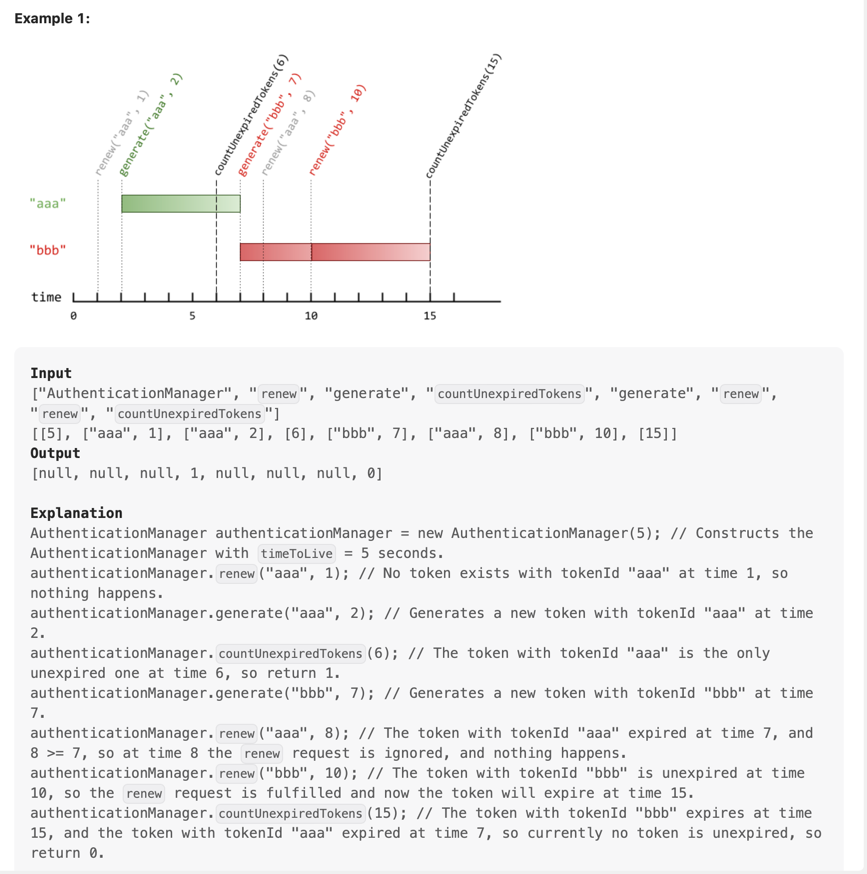 Example 1:
renew("aaa", 1)
generate("aaa", 2)
countUnexpiredTokens(6)
generate("bbb", 7)
renew("aaa", 8)
renew("bbb", 10)
countUnexpiredTokens(15)
"aaa"
"bbb"
time
0 5 10 15
Input
["AuthenticationManager", "renew", "generate", "countUnexpiredTokens", "generate", "renew",
"renew", "countUnexpiredTokens"]
[[5], ["aaa", 1], ["aaa", 2], [6], ["bbb", 7], ["aaa", 8], ["bbb", 10], [15]]
Output
[null, null, null, 1, null, null, null, 0]
Explanation
AuthenticationManager authenticationManager = new AuthenticationManager(5); // Constructs the
AuthenticationManager with timeToLive = 5 seconds.
authenticationManager.renew("aaa", 1); // No token exists with tokenId "aaa" at time 1, so
nothing happens.
authenticationManager.generate("aaa", 2); // Generates a new token with tokenId "aaa" at time
2.
authenticationManager.countUnexpiredTokens(6); // The token with tokenId "aaa" is the only
unexpired one at time 6, so return 1.
authenticationManager.generate("bbb", 7); // Generates a new token with tokenId "bbb" at time
7.
authenticationManager.renew("aaa", 8); // The token with tokenId "aaa" expired at time 7, and
8 >= 7, so at time 8 the renew request is ignored, and nothing happens.
authenticationManager.renew("bbb", 10); // The token with tokenId "bbb" is unexpired at time
10, so the renew request is fulfilled and now the token will expire at time 15.
authenticationManager.countUnexpiredTokens(15); // The token with tokenId "bbb" expires at time
15, and the token with tokenId "aaa" expired at time 7, so currently no token is unexpired, so
return 0.